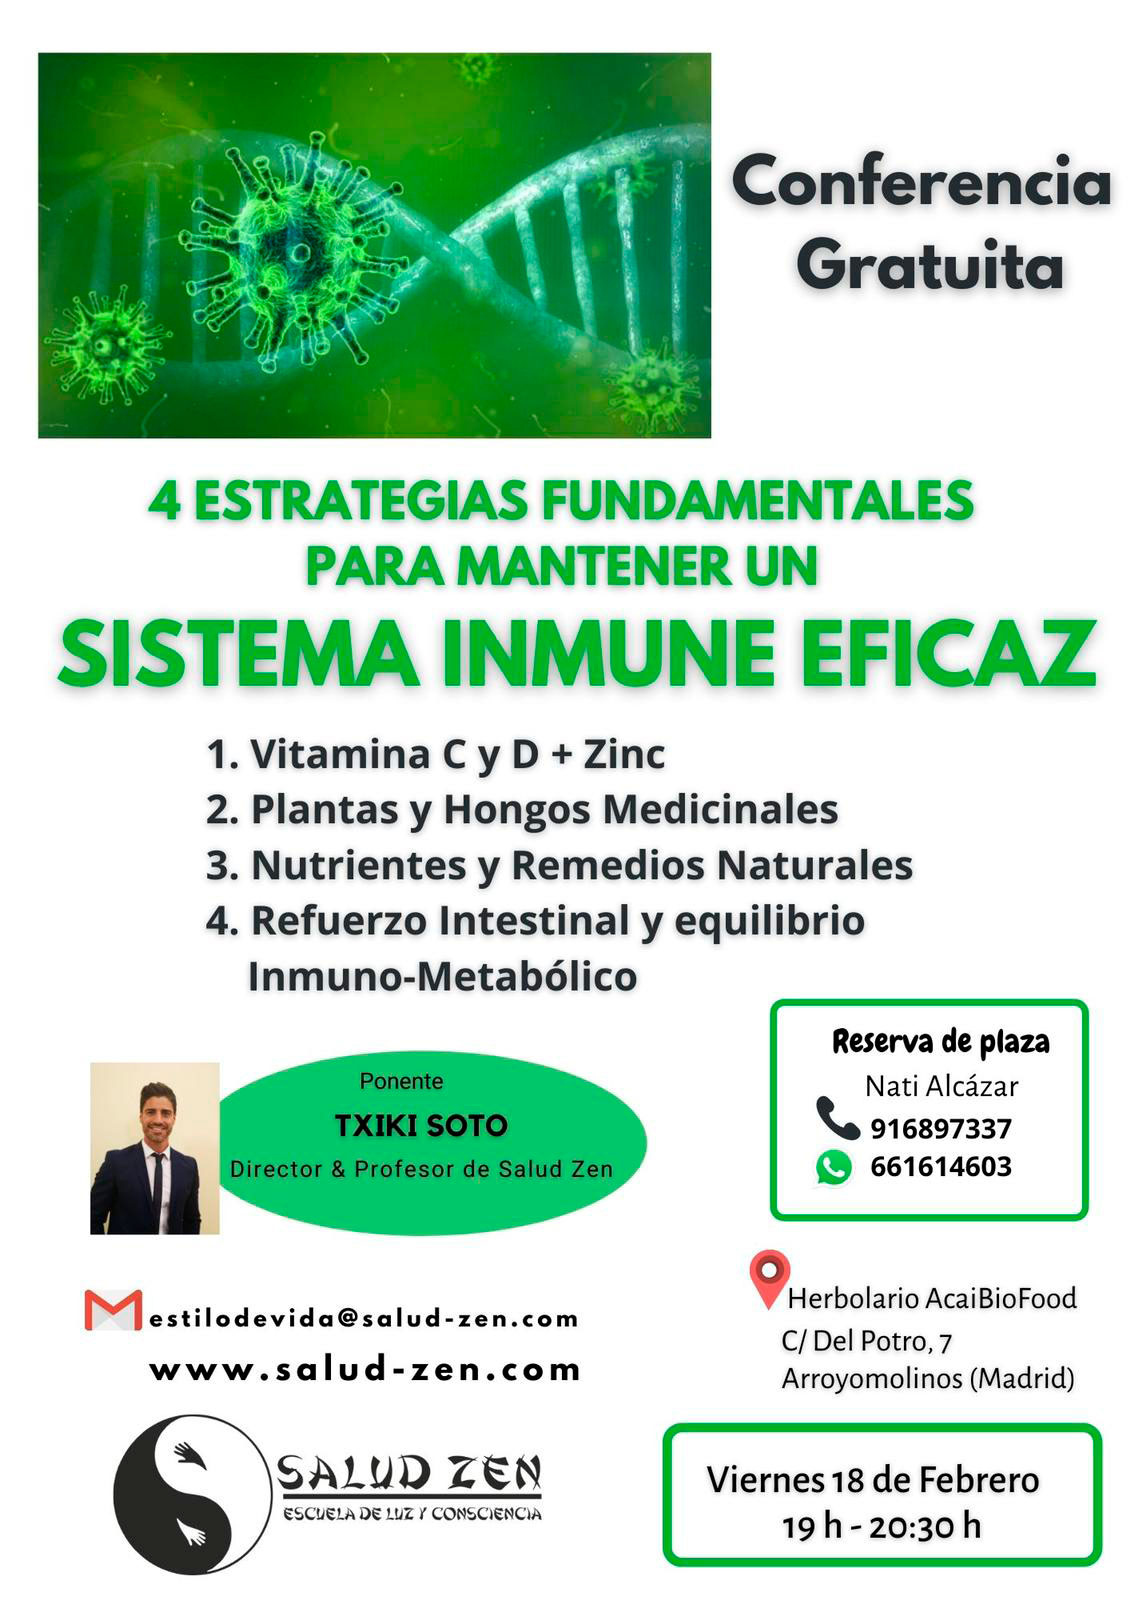 Conferencia
Gratuita
4 ESTRATEGIAS FUNDAMENTALES
PARA MANTENER UN
SISTEMA INMUNE EFICAZ
1. Vitamina C y D + Zinc
2. Plantas y Hongos Medicinales
3. Nutrientes y Remedios Naturales
4. Refuerzo Intestinal y equilibrio
Inmuno-Metabólico
Ponente
TXIKI SOTO
Director & Profesor de Salud Zen
Reserva de plaza
Nati Alcázar
916897337
661614603
estilodevida@salud-zen.com
www.salud-zen.com
Herbolario AcaiBioFood
C/ Del Potro, 7
Arroyomolinos (Madrid)
SALUD ZEN
ESCUELA DE LUZ Y CONSCIENCIA
Viernes 18 de Febrero
19 h - 20:30 h